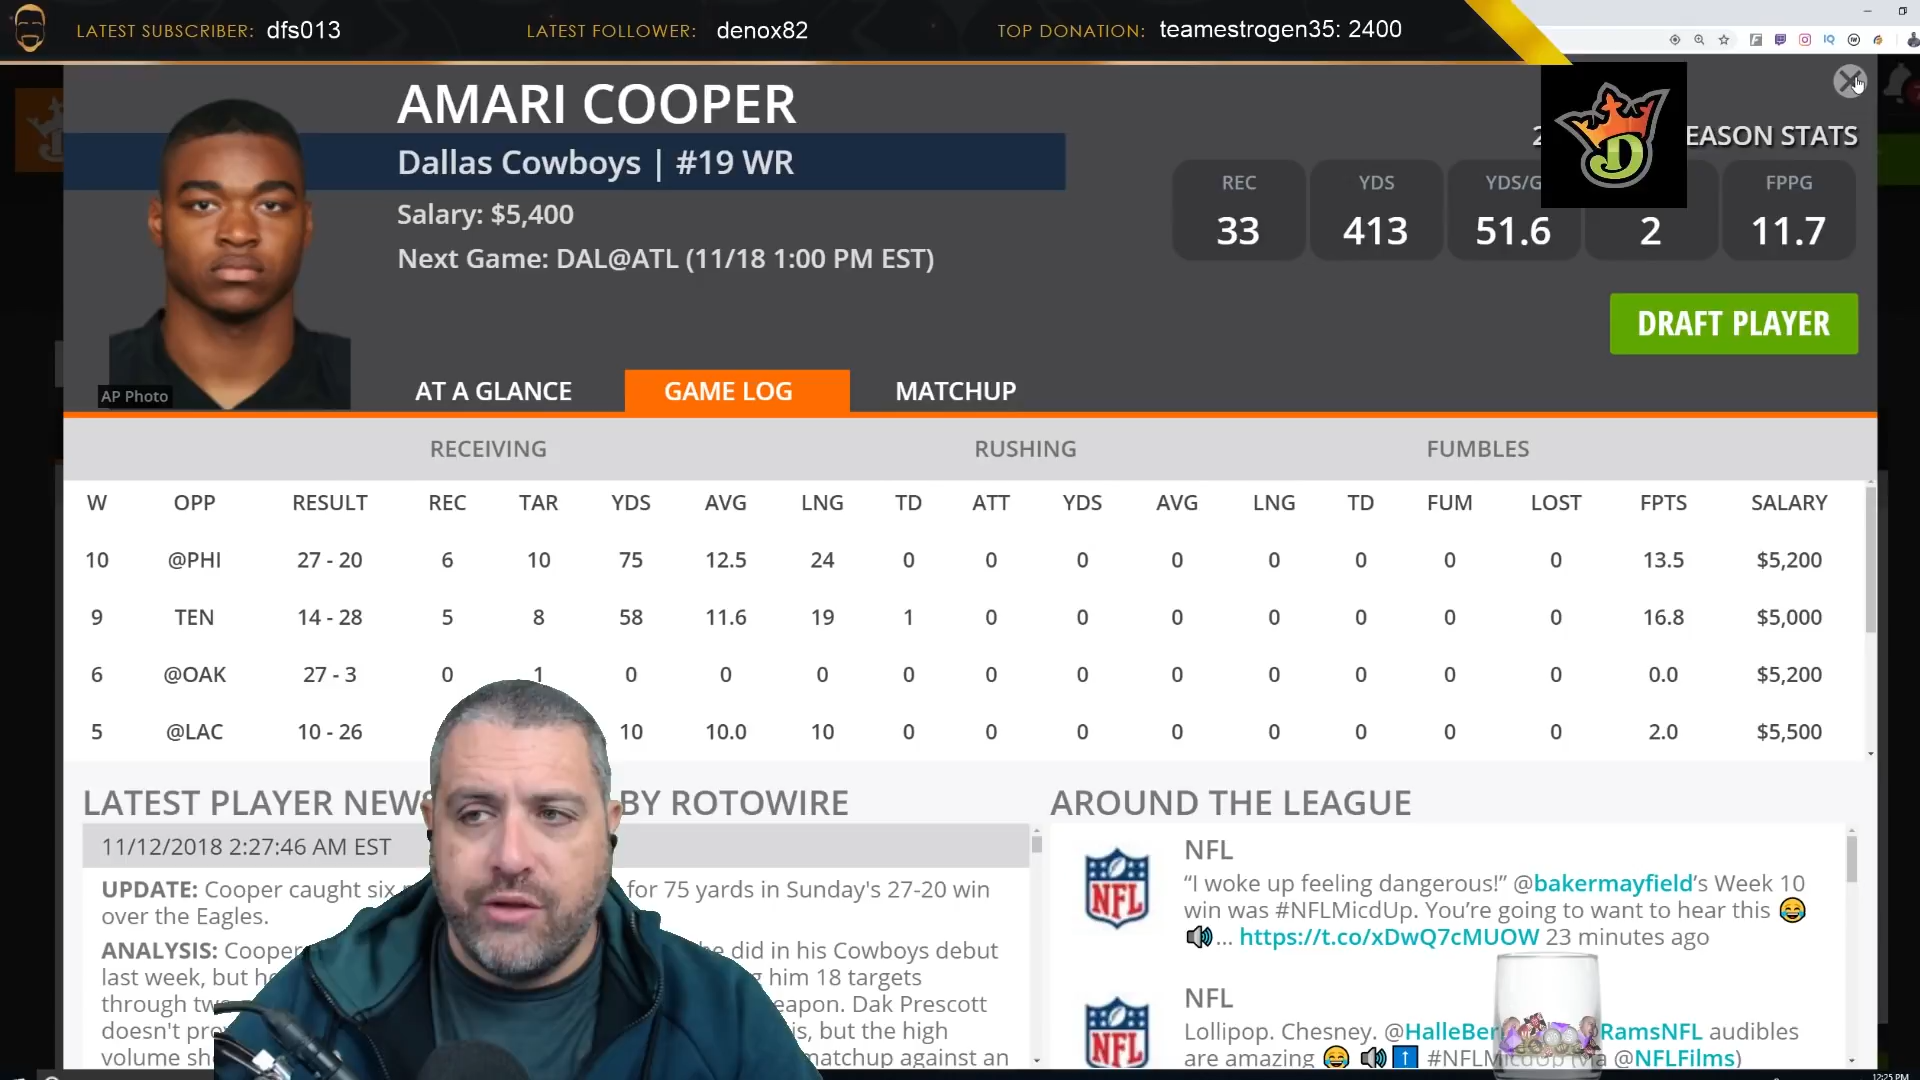 LATEST SUBSCRIBER: dfs013 LATEST FOLLOWER: denox82 TOP DONATION: teamestrogen35: 2400
AMARI COOPER
Dallas Cowboys | #19 WR
Salary: $5,400
Next Game: DAL@ATL (11/18 1:00 PM EST)
EASON STATS
REC YDS YDS/G FPPG
33 413 51.6 2 11.7
DRAFT PLAYER
AP Photo
AT A GLANCE GAME LOG MATCHUP
RECEIVING RUSHING FUMBLES
W OPP RESULT REC TAR YDS AVG LNG TD ATT YDS AVG LNG TD FUM LOST FPTS SALARY
10 @PHI 27 - 20 6 10 75 12.5 24 0 0 0 0 0 0 0 0 13.5 $5,200
9 TEN 14 - 28 5 8 58 11.6 19 1 0 0 0 0 0 0 0 16.8 $5,000
6 @OAK 27 - 3 0 1 0 0 0 0 0 0 0 0 0 0 0 0.0 $5,200
5 @LAC 10 - 26 10 10.0 10 0 0 0 0 0 0 0 0 2.0 $5,500
LATEST PLAYER NEWS BY ROTOWIRE
11/12/2018 2:27:46 AM EST
UPDATE: Cooper caught six for 75 yards in Sunday's 27-20 win
over the Eagles.
ANALYSIS: Cooper he did in his Cowboys debut
last week, but him 18 targets
through Dak Prescott
doesn't but the high
volume matchup against an
AROUND THE LEAGUE
NFL
“I woke up feeling dangerous!” @bakermayfield’s Week 10
win was #NFLMicdUp. You’re going to want to hear this 😂
🔊... https://t.co/xDwQ7cMUOW 23 minutes ago
NFL
Lollipop. Chesney. @HalleBer RamsNFL audibles
are amazing 😂 🔊 ⬆ #NFLMicdUp (via @NFLFilms)
12:25 PM